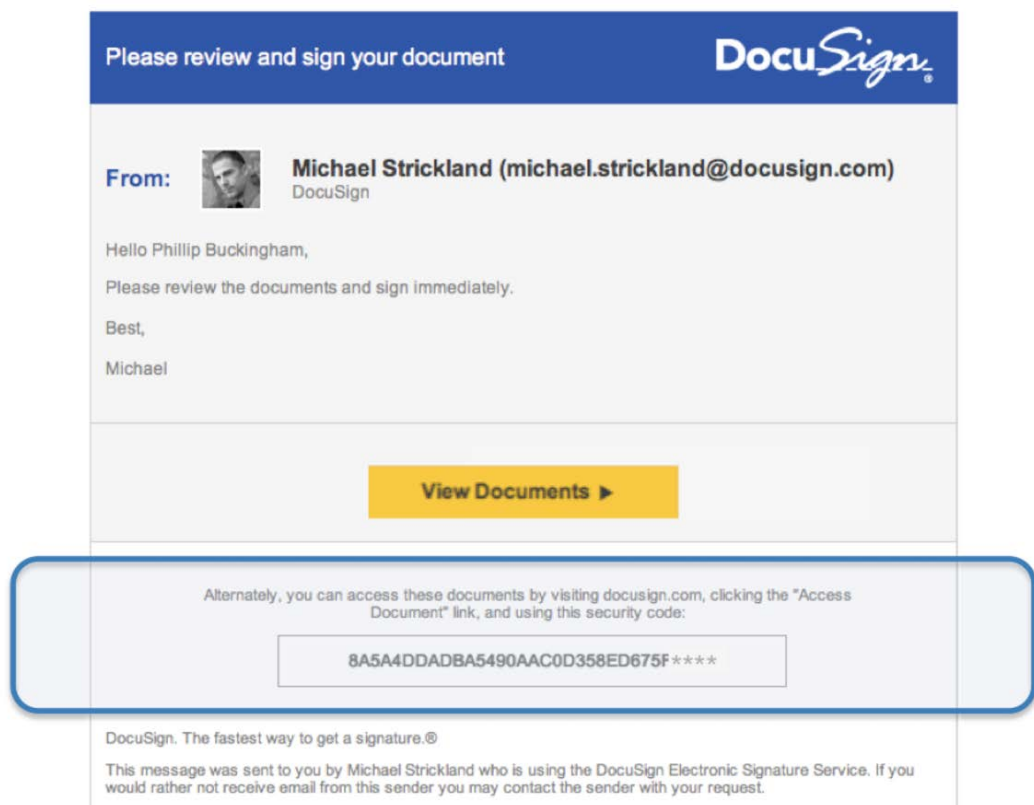 Please review and sign your document
DocuSign®
From:
Michael Strickland (michael.strickland@docusign.com)
DocuSign
Hello Phillip Buckingham,
Please review the documents and sign immediately.
Best,
Michael
View Documents ►
Alternately, you can access these documents by visiting docusign.com, clicking the "Access
Document" link, and using this security code:
8A5A4DDADBA5490AAC0D358ED675F****
DocuSign. The fastest way to get a signature.®
This message was sent to you by Michael Strickland who is using the DocuSign Electronic Signature Service. If you
would rather not receive email from this sender you may contact the sender with your request.